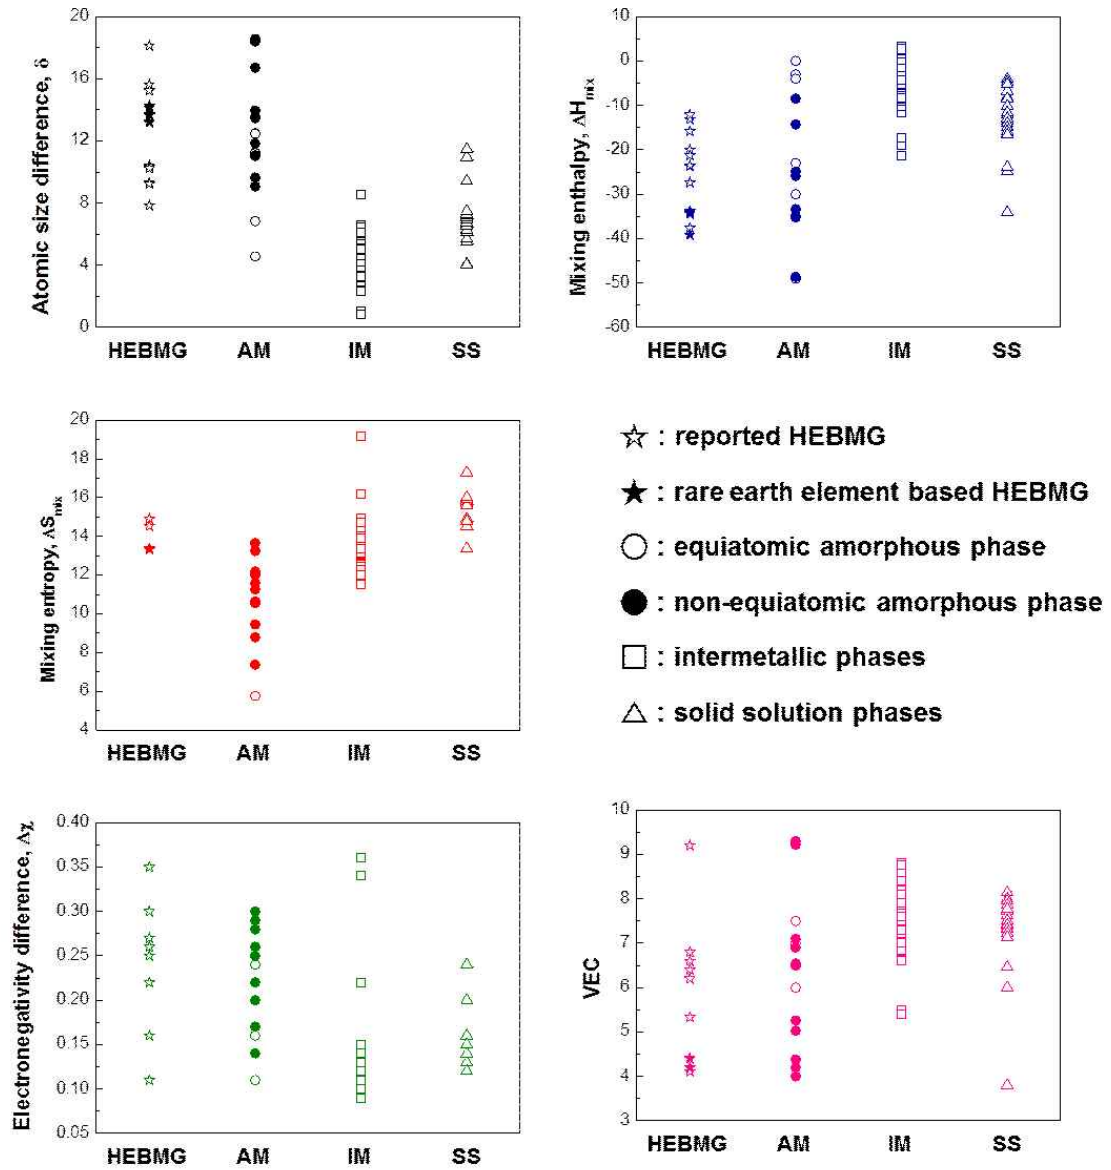 Atomic size difference, δ
20
16
12
8
4
0
HEBMG AM IM SS
Mixing enthalpy, ΔH_mix
10
0
-10
-20
-30
-40
-50
-60
HEBMG AM IM SS
Mixing entropy, ΔS_mix
20
18
16
14
12
10
8
6
4
HEBMG AM IM SS
☆ : reported HEBMG
★ : rare earth element based HEBMG
○ : equiatomic amorphous phase
● : non-equiatomic amorphous phase
□ : intermetallic phases
△ : solid solution phases
Electronegativity difference, Δχ
0.40
0.35
0.30
0.25
0.20
0.15
0.10
0.05
HEBMG AM IM SS
VEC
10
9
8
7
6
5
4
3
HEBMG AM IM SS